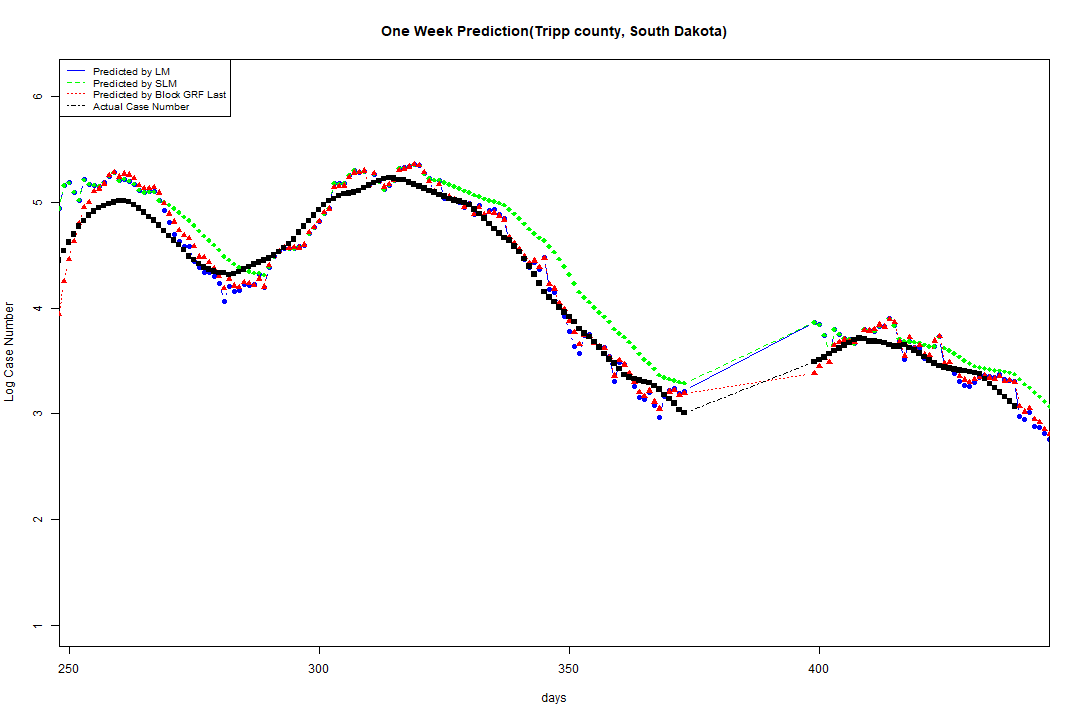 One Week Prediction(Tripp county, South Dakota)
Predicted by LM
Predicted by SLM
Predicted by Block GRF Last
Actual Case Number
6
5
4
3
2
1
Log Case Number
250 300 350 400
days